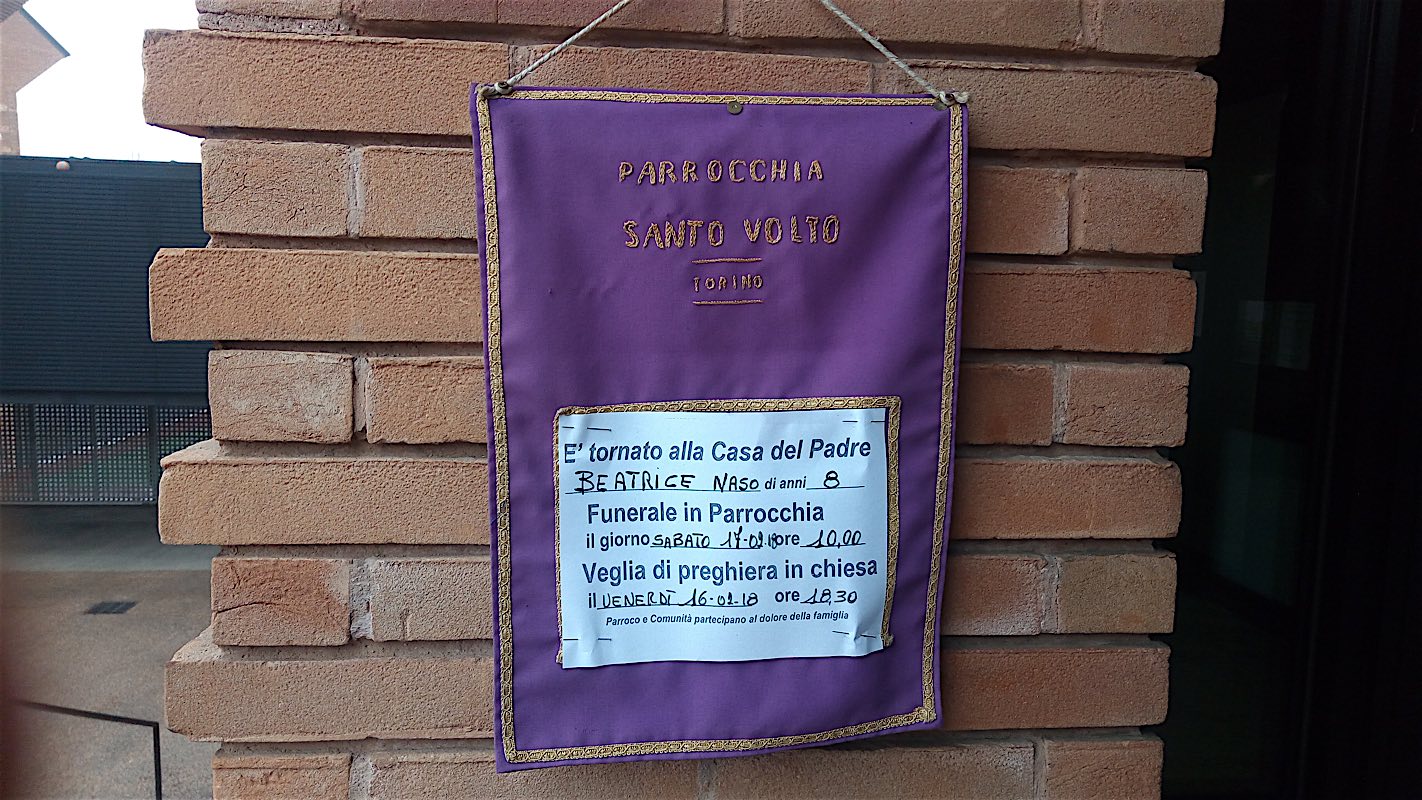 PARROCCHIA
SANTO VOLTO
TORINO
E' tornato alla Casa del Padre
BEATRICE NASO di anni 8
Funerale in Parrocchia
il giorno SABATO 17-02-18 ore 10,00
Veglia di preghiera in chiesa
il VENERDÌ 16-02-18 ore 18,30
Parroco e Comunità partecipano al dolore della famiglia